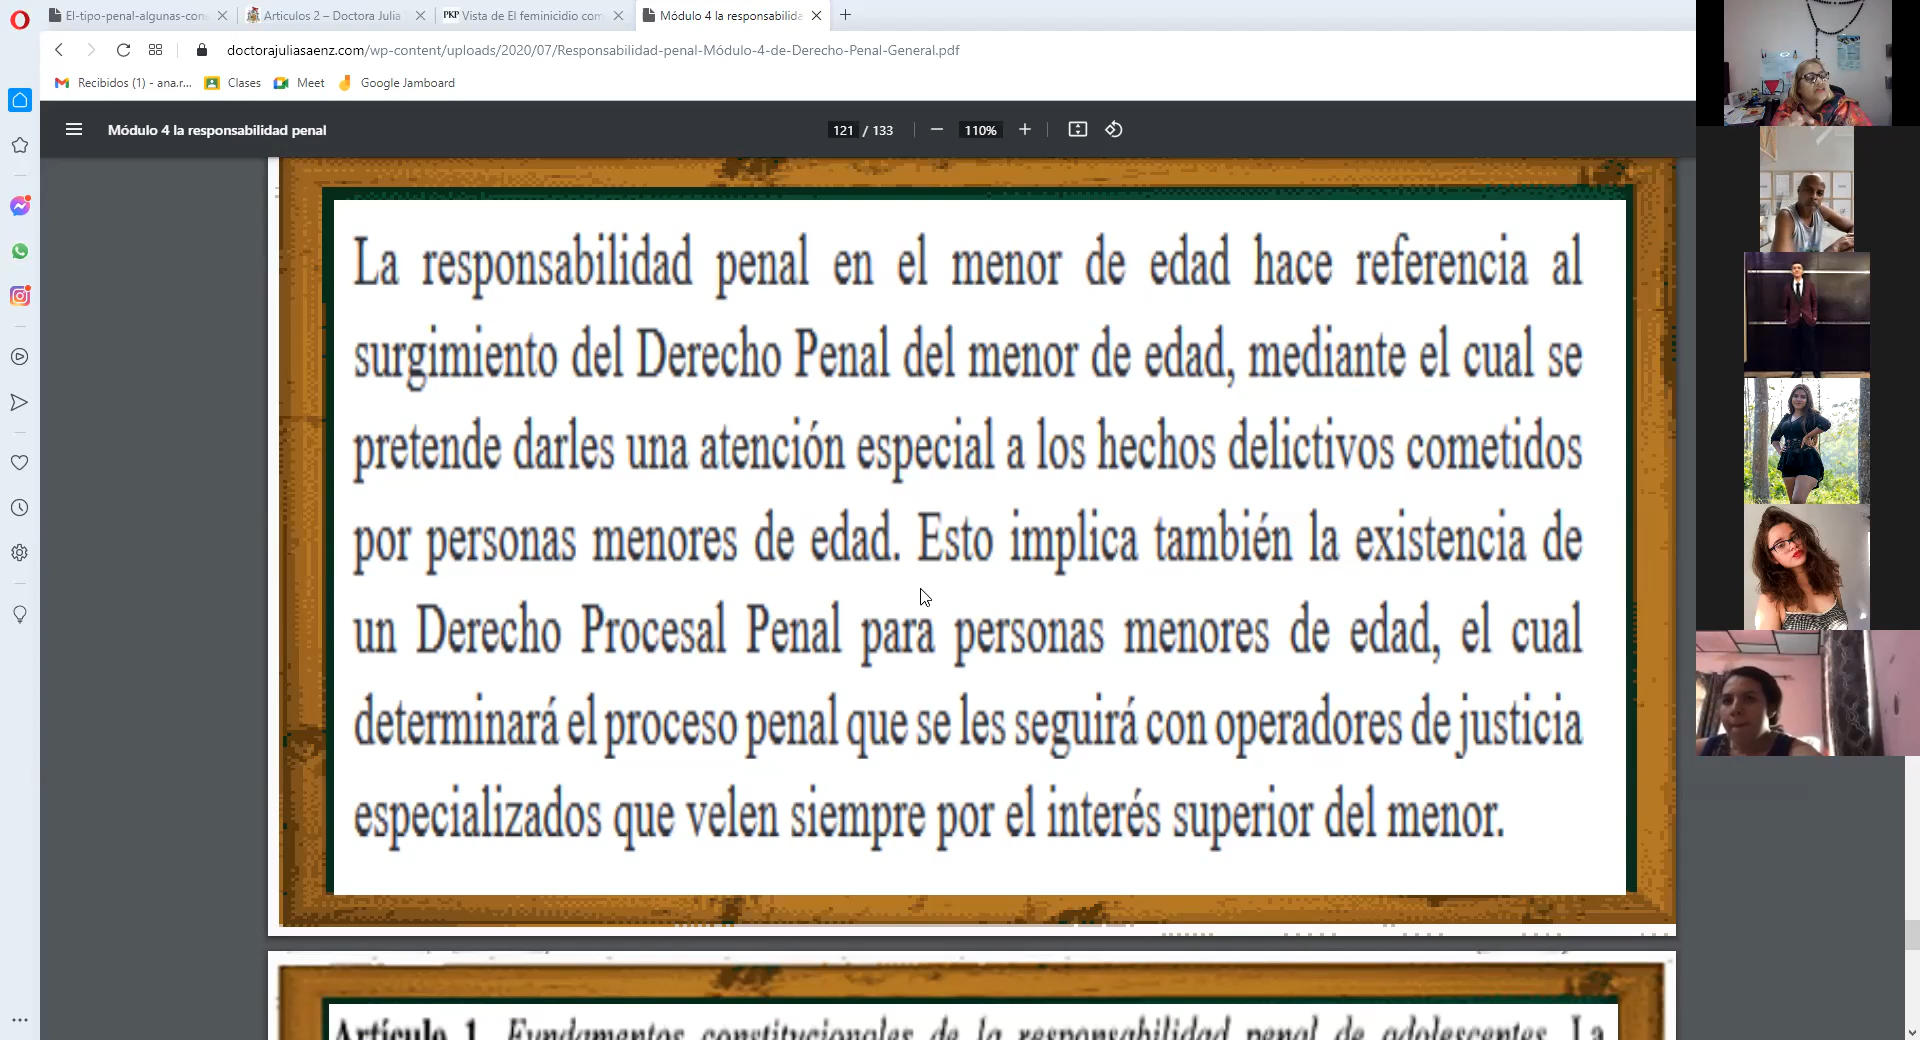 El-tipo-penal-algunas-con
Articulos 2 – Doctora Julia
PKP Vista de El feminicidio com
Módulo 4 la responsabilida
doctorajuliasaenz.com/wp-content/uploads/2020/07/Responsabilidad-penal-Módulo-4-de-Derecho-Penal-General.pdf
Recibidos (1) - ana.r... Clases Meet Google Jamboard
Módulo 4 la responsabilidad penal 121 / 133 — 110% +
La responsabilidad penal en el menor de edad hace referencia al
surgimiento del Derecho Penal del menor de edad, mediante el cual se
pretende darles una atención especial a los hechos delictivos cometidos
por personas menores de edad. Esto implica también la existencia de
un Derecho Procesal Penal para personas menores de edad, el cual
determinará el proceso penal que se les seguirá con operadores de justicia
especializados que velen siempre por el interés superior del menor.
Artículo 1. Fundamentos constitucionales de la responsabilidad penal de adolescentes. La